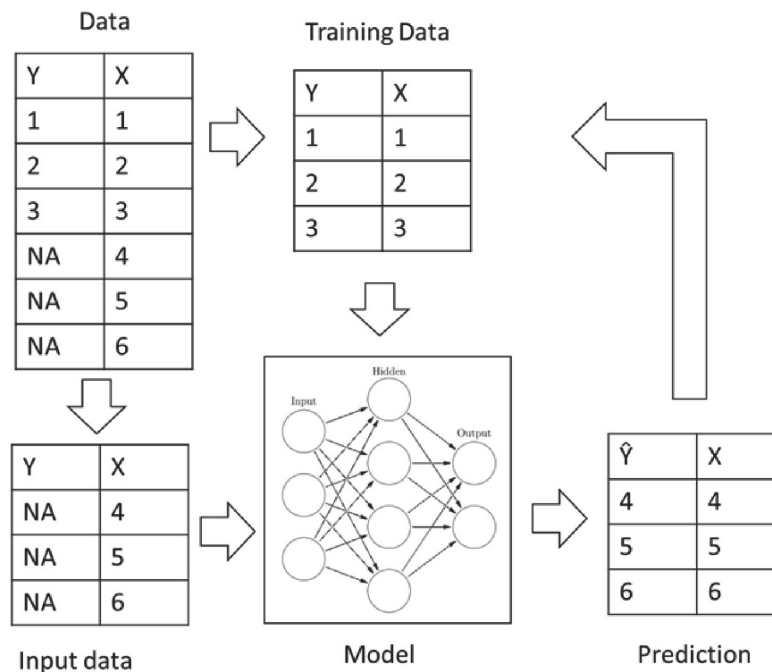 Data
Y X
1 1
2 2
3 3
NA 4
NA 5
NA 6
Training Data
Y X
1 1
2 2
3 3
Y X
NA 4
NA 5
NA 6
Input data
Hidden
Input
Output
Model
Ŷ X
4 4
5 5
6 6
Prediction